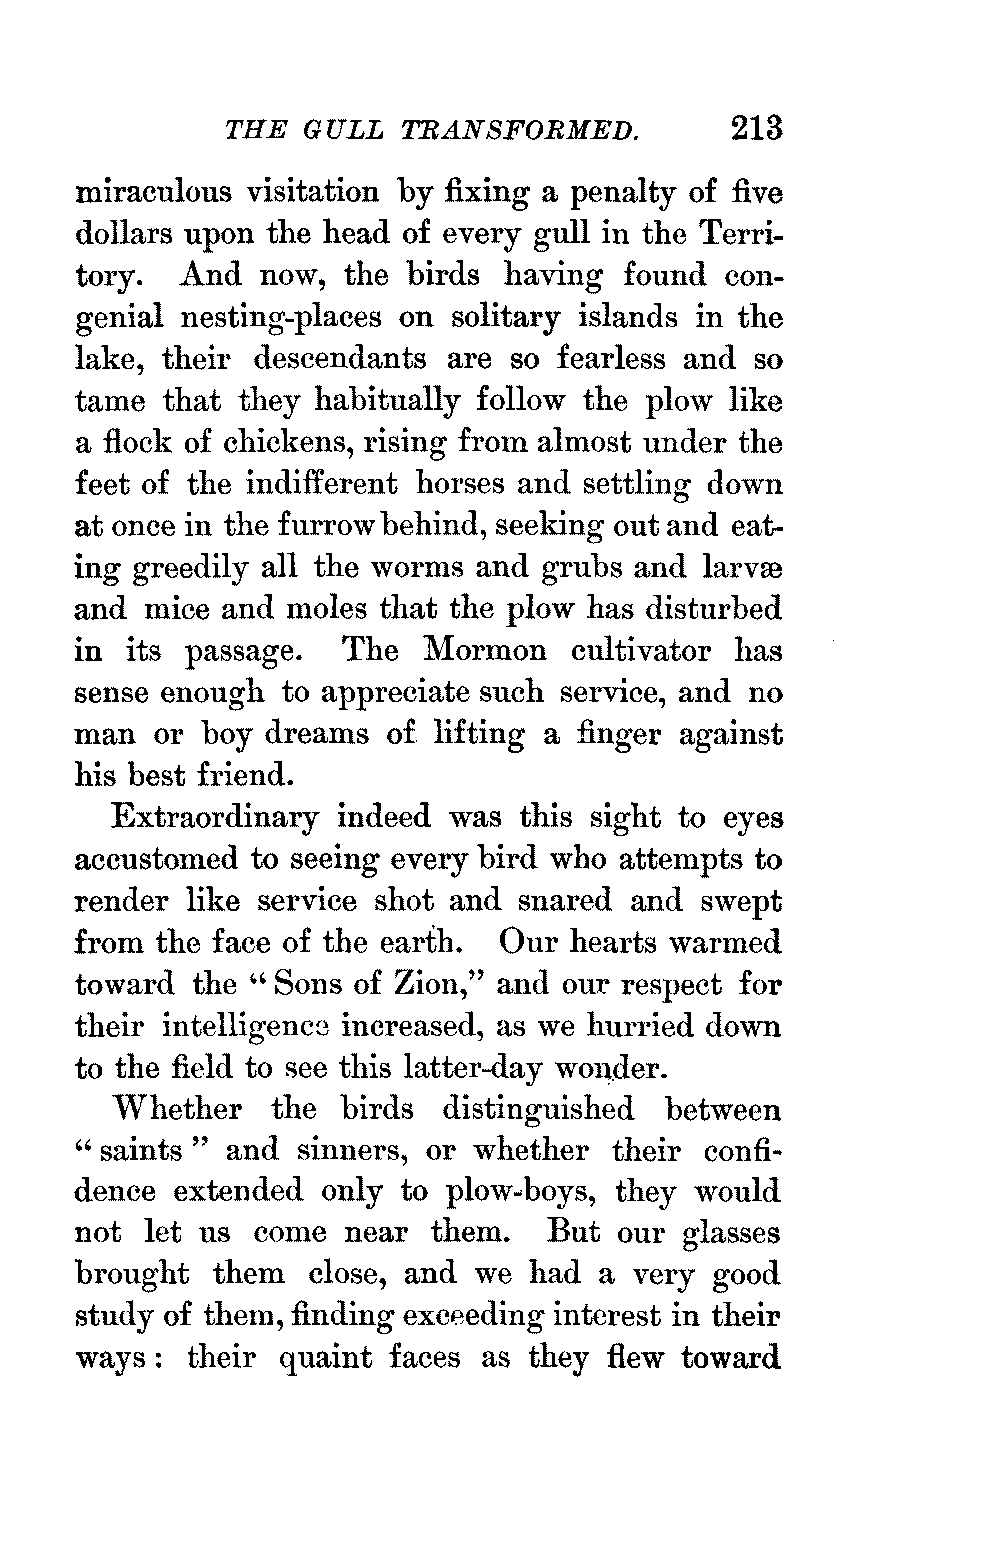 THE GULL TRANSFORMED. 213
miraculous visitation by fixing a penalty of five
dollars upon the head of every gull in the Terri-
tory. And now, the birds having found con-
genial nesting-places on solitary islands in the
lake, their descendants are so fearless and so
tame that they habitually follow the plow like
a flock of chickens, rising from almost under the
feet of the indifferent horses and settling down
at once in the furrow behind, seeking out and eat-
ing greedily all the worms and grubs and larvæ
and mice and moles that the plow has disturbed
in its passage. The Mormon cultivator has
sense enough to appreciate such service, and no
man or boy dreams of lifting a finger against
his best friend.
Extraordinary indeed was this sight to eyes
accustomed to seeing every bird who attempts to
render like service shot and snared and swept
from the face of the earth. Our hearts warmed
toward the “Sons of Zion,” and our respect for
their intelligence increased, as we hurried down
to the field to see this latter-day wonder.
Whether the birds distinguished between
“saints” and sinners, or whether their confi-
dence extended only to plow-boys, they would
not let us come near them. But our glasses
brought them close, and we had a very good
study of them, finding exceeding interest in their
ways: their quaint faces as they flew toward